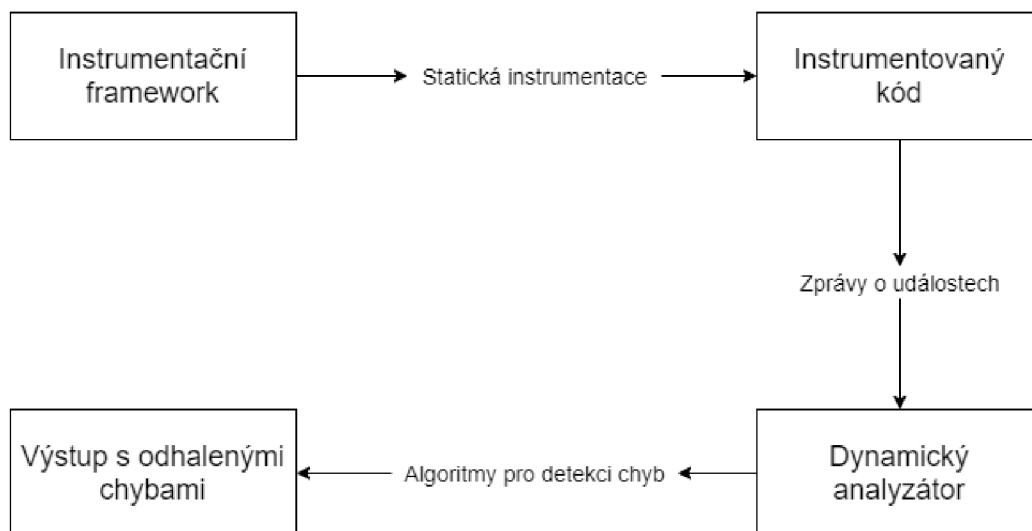 Instrumentační
framework
Statická instrumentace
Instrumentovaný
kód
Zprávy o událostech
Výstup s odhalenými
chybami
Algoritmy pro detekci chyb
Dynamický
analyzátor